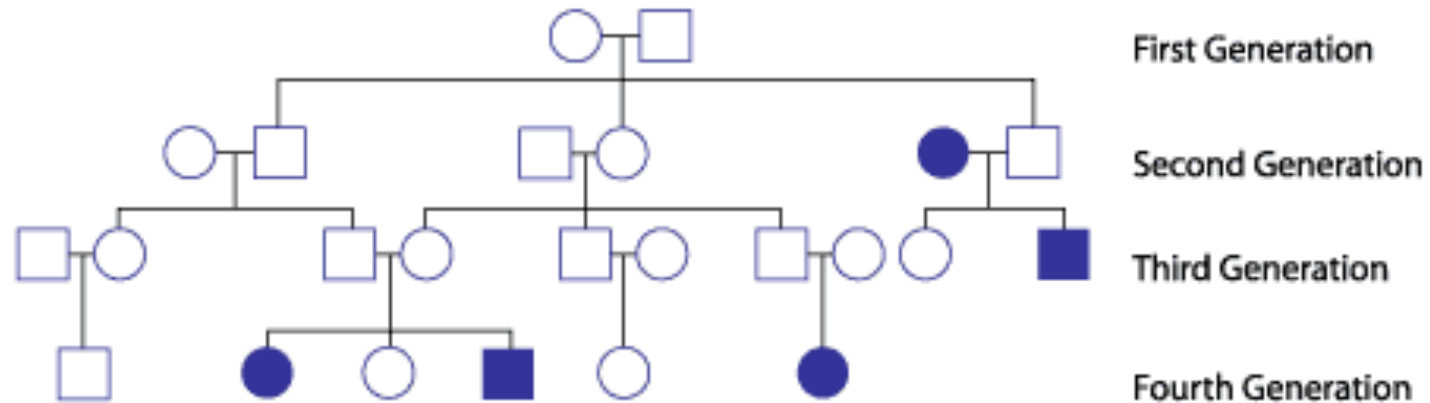 First Generation
Second Generation
Third Generation
Fourth Generation